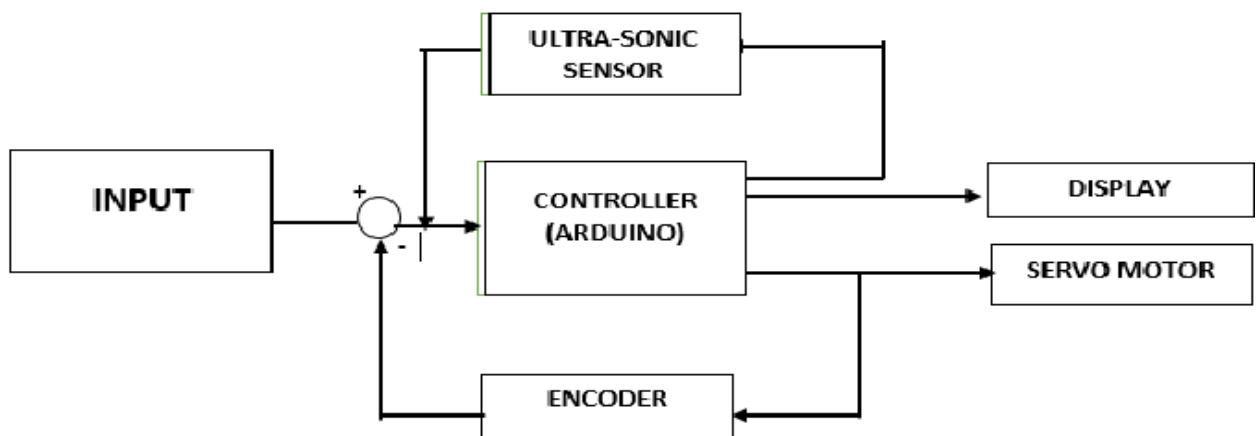 ULTRA-SONIC
SENSOR
INPUT
+
-
CONTROLLER
(ARDUINO)
DISPLAY
SERVO MOTOR
ENCODER